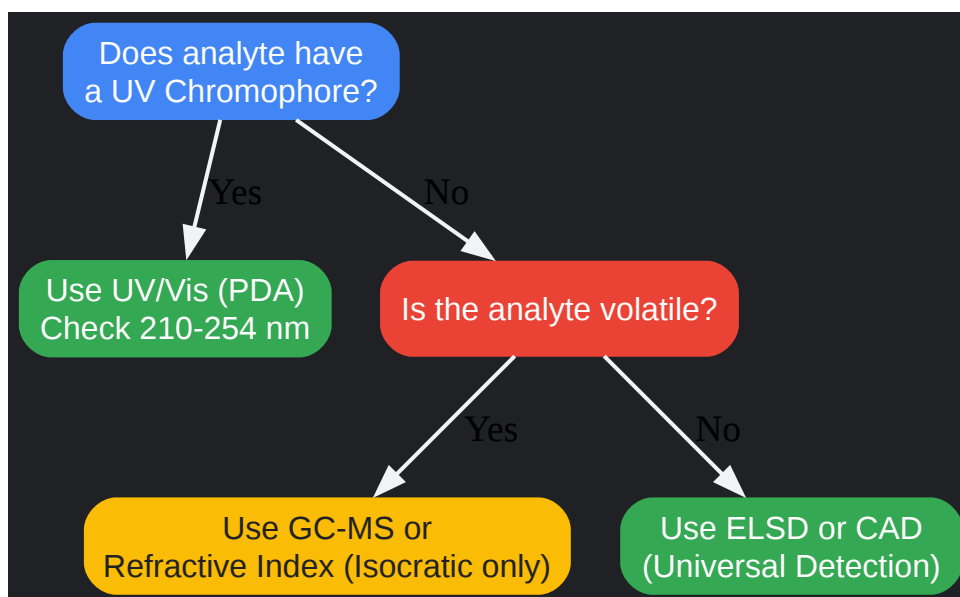 Does analyte have
a UV Chromophore?
Yes
No
Use UV/Vis (PDA)
Check 210-254 nm
Is the analyte volatile?
Yes
No
Use GC-MS or
Refractive Index (Isocratic only)
Use ELSD or CAD
(Universal Detection)